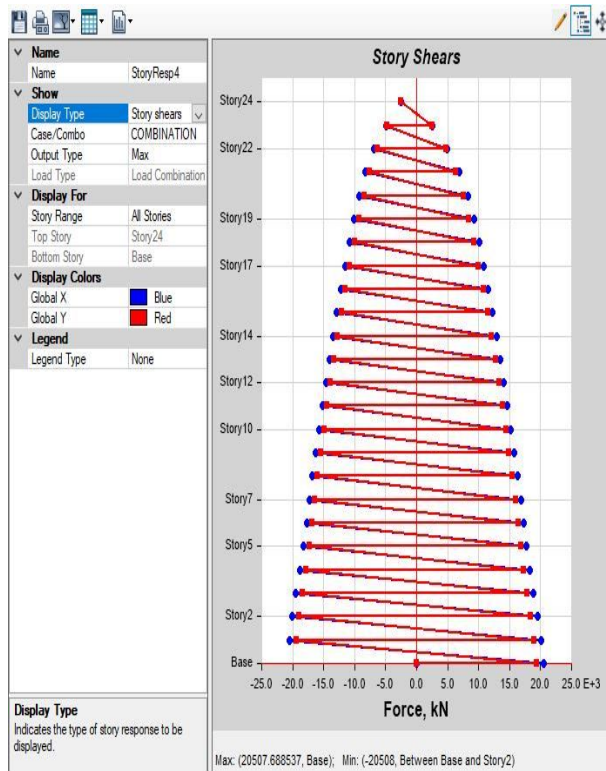 Name
Name StoryResp4
Show
Display Type Story shears
Case/Combo COMBINATION
Output Type Max
Load Type Load Combination
Display For
Story Range All Stories
Top Story Story24
Bottom Story Base
Display Colors
Global X Blue
Global Y Red
Legend
Legend Type None
Display Type
Indicates the type of story response to be
displayed.
Story Shears
Story24
Story22
Story19
Story17
Story14
Story12
Story10
Story7
Story5
Story2
Base
-25.0 -20.0 -15.0 -10.0 -5.0 0.0 5.0 10.0 15.0 20.0 25.0 E+3
Force, kN
Max: (20507.688537, Base); Min: (-20508, Between Base and Story2)